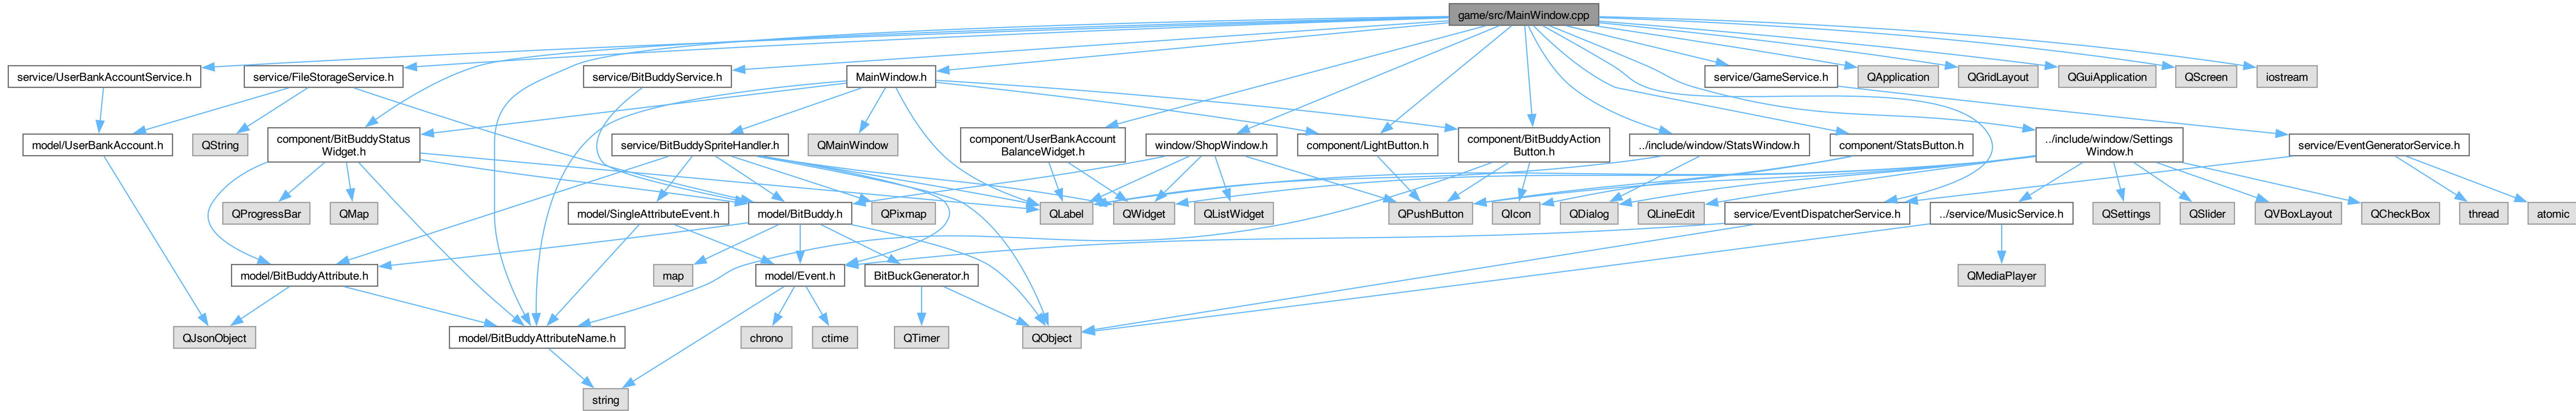 game/src/MainWindow.cpp
service/UserBankAccountService.h
service/FileStorageService.h
service/BitBuddyService.h
MainWindow.h
service/GameService.h
QApplication
QGridLayout
QGuiApplication
QScreen
iostream
model/UserBankAccount.h
QString
component/BitBuddyStatus
Widget.h
service/BitBuddySpriteHandler.h
QMainWindow
component/UserBankAccount
BalanceWidget.h
window/ShopWindow.h
component/LightButton.h
component/BitBuddyAction
Button.h
../include/window/StatsWindow.h
component/StatsButton.h
../include/window/Settings
Window.h
service/EventGeneratorService.h
QProgressBar
QMap
model/SingleAttributeEvent.h
model/BitBuddy.h
QPixmap
QLabel
QWidget
QListWidget
QPushButton
QIcon
QDialog
QLineEdit
service/EventDispatcherService.h
../service/MusicService.h
QSettings
QSlider
QVBoxLayout
QCheckBox
thread
atomic
model/BitBuddyAttribute.h
map
model/Event.h
BitBuckGenerator.h
QMediaPlayer
QJsonObject
model/BitBuddyAttributeName.h
chrono
ctime
QTimer
QObject
string